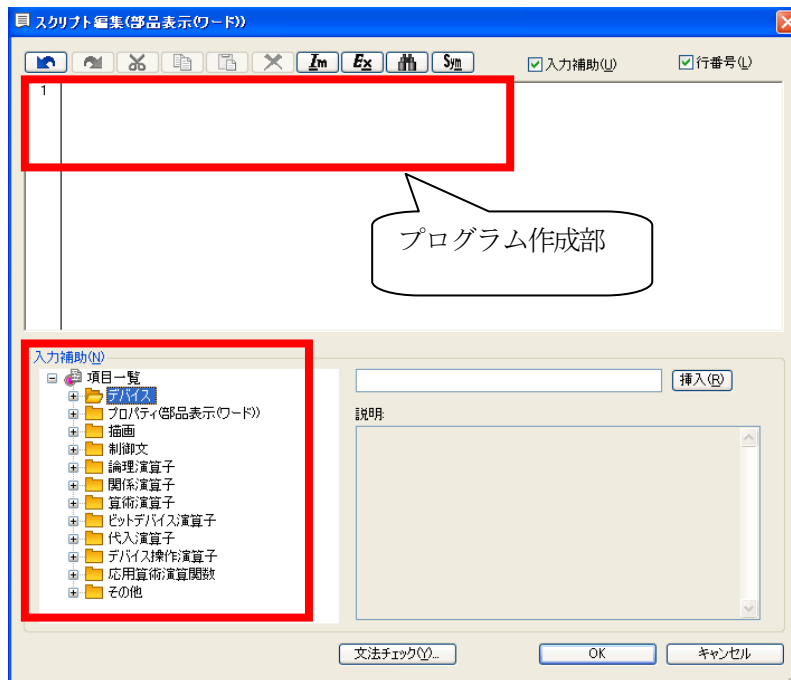 スクリプト編集(部品表示(ワード))
Im Ex Sym 入力補助(U) 行番号(L)
1
プログラム作成部
入力補助(N)
項目一覧
デバイス
挿入(R)
プロパティ(部品表示(ワード))
説明:
描画
制御文
論理演算子
関係演算子
算術演算子
ビットデバイス演算子
代入演算子
デバイス操作演算子
応用算術演算関数
その他
文法チェック(Y)... OK キャンセル